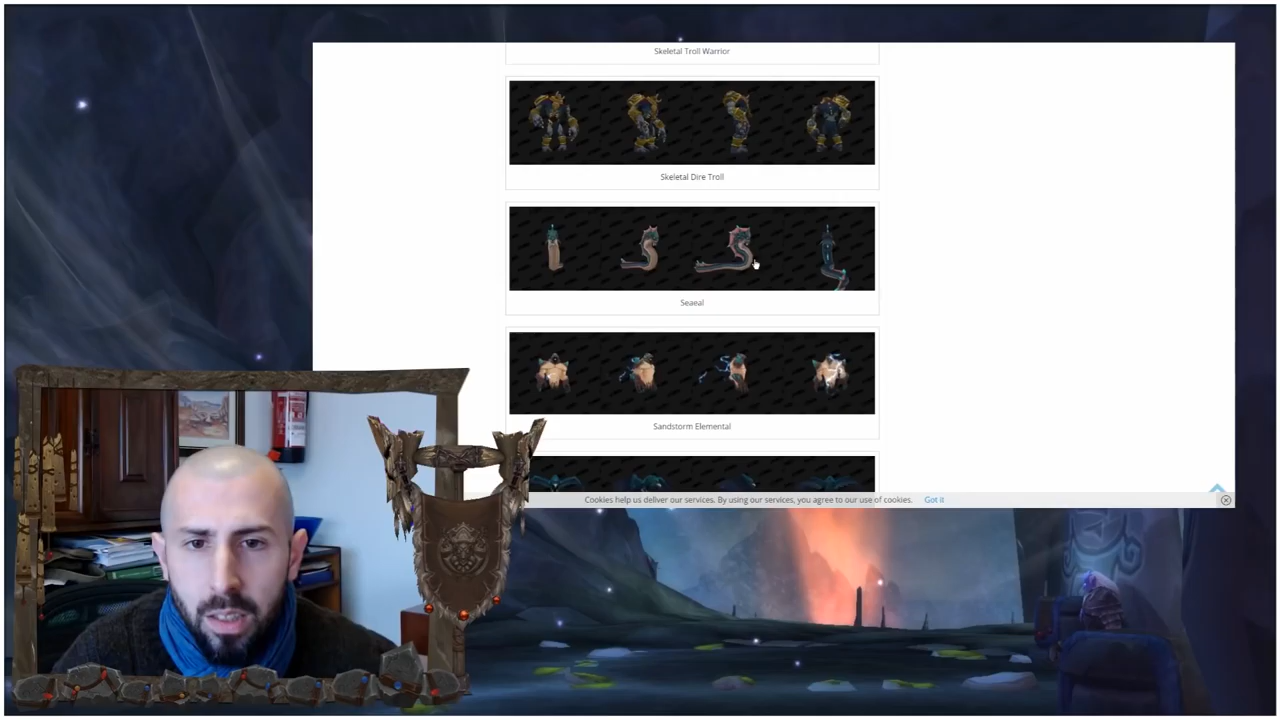 Skeletal Troll Warrior
Skeletal Dire Troll
Seaeal
Sandstorm Elemental
Cookies help us deliver our services. By using our services, you agree to our use of cookies. Got it